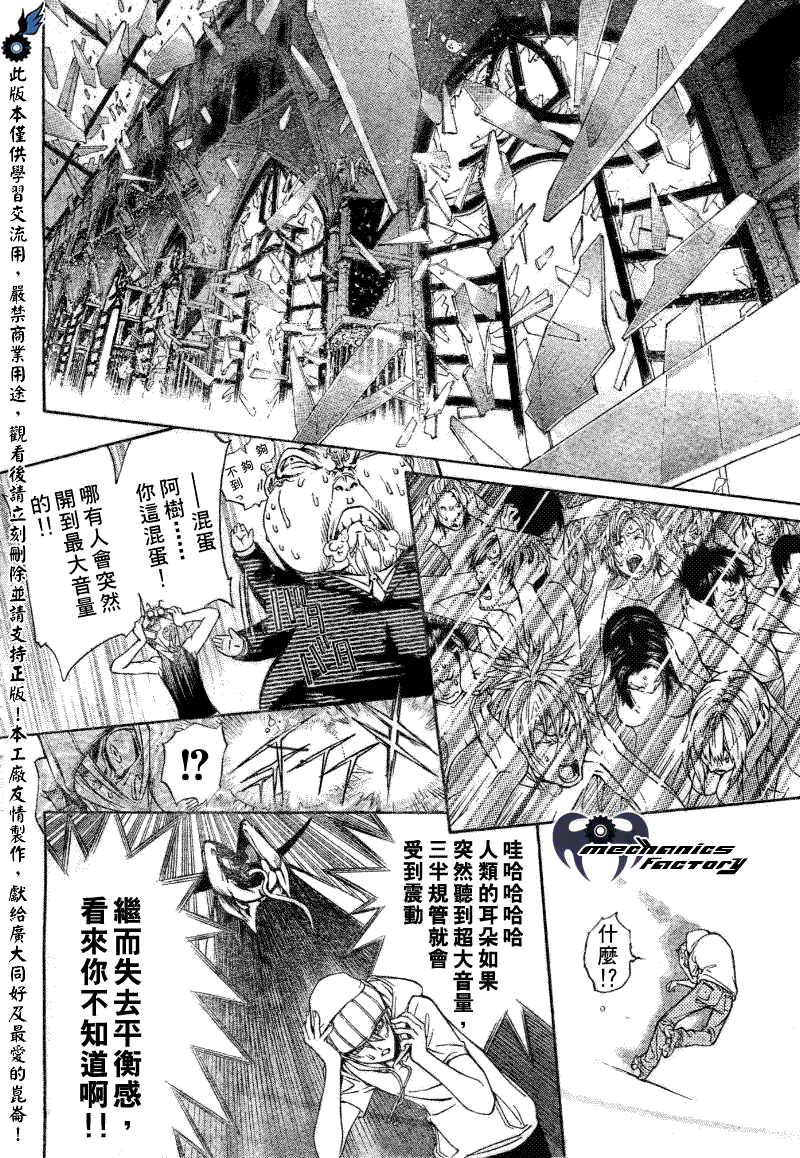 此版本僅供學習交流用，嚴禁商業用途，觀看後請立刻刪除並請支持正版！本工廠友情製作，獻給廣大同好及最愛的崑崙！
夠
夠
不到？
——混蛋
阿樹……
你這混蛋！
哪有人會突然
開到最大音量
的!!
!?
mechanics
Factory
什麼!?
哇哈哈哈哈
人類的耳朵如果
突然聽到超大音量，
三半規管就會
受到震動
繼而失去平衡感，
看來你不知道啊!!